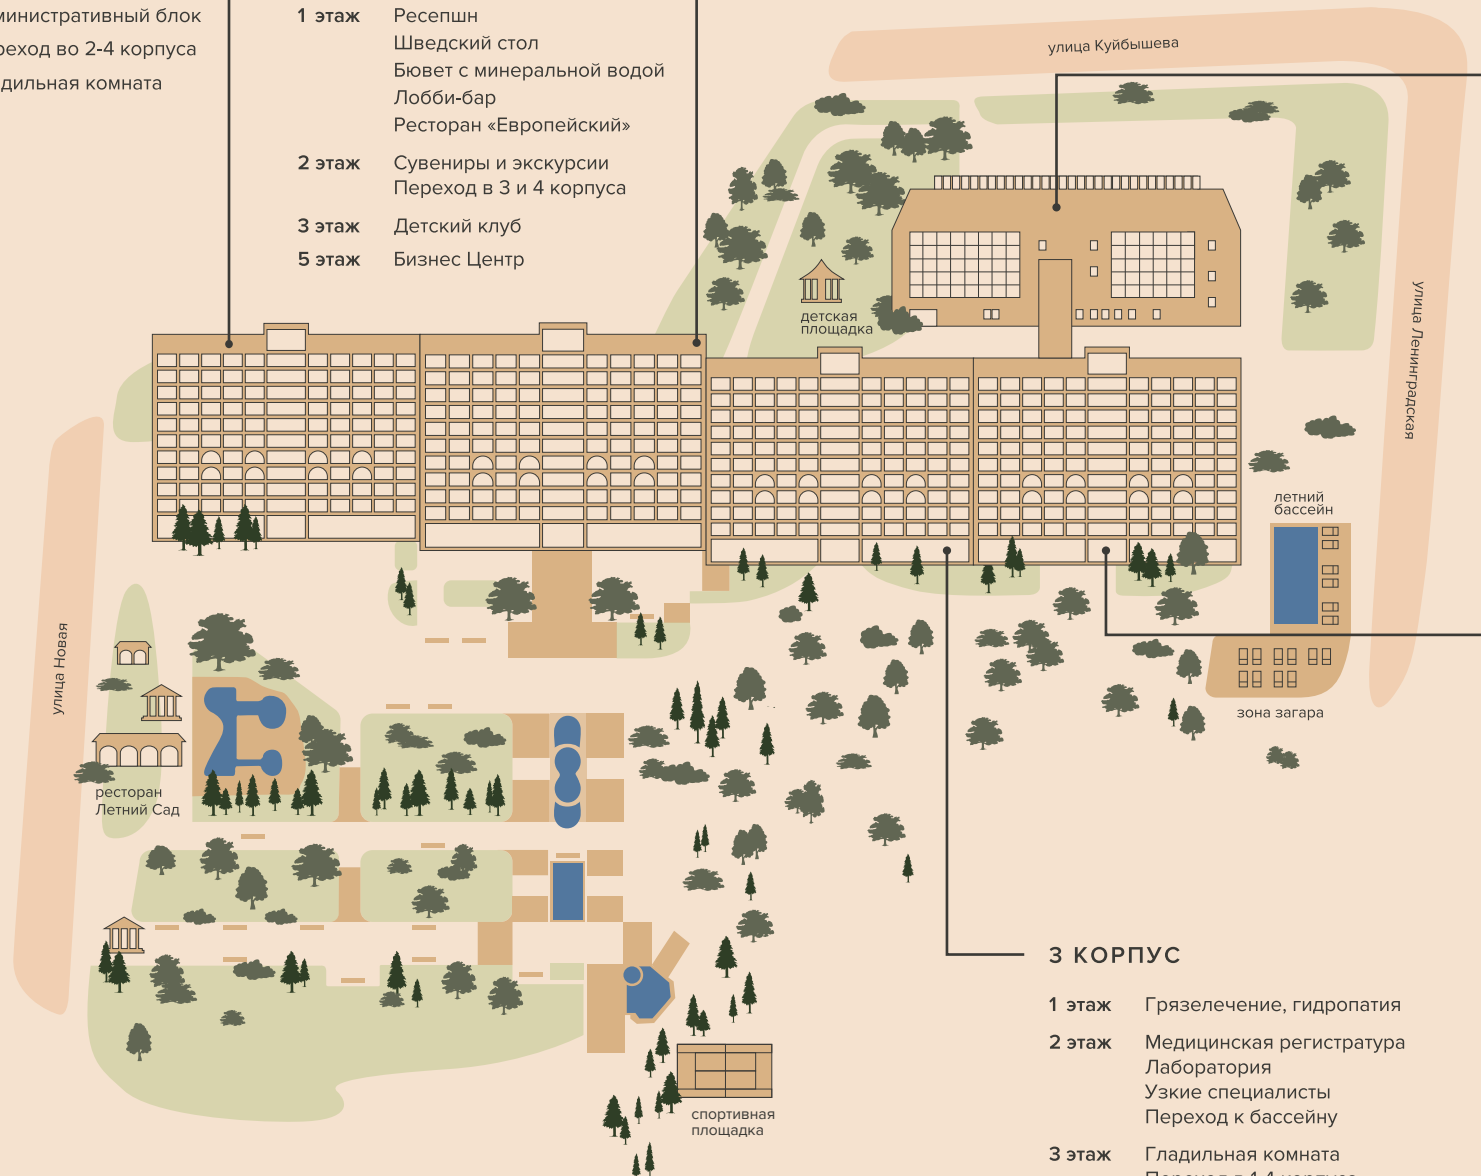 министративный блок
реход во 2-4 корпуса
дильная комната
1 этаж Ресепшн
Шведский стол
Бювет с минеральной водой
Лобби-бар
Ресторан «Европейский»
2 этаж Сувениры и экскурсии
Переход в 3 и 4 корпуса
3 этаж Детский клуб
5 этаж Бизнес Центр
улица Куйбышева
улица Ленинградская
детская
площадка
летний
бассейн
зона загара
улица Новая
ресторан
Летний Сад
спортивная
площадка
3 КОРПУС
1 этаж Грязелечение, гидропатия
2 этаж Медицинская регистратура
Лаборатория
Узкие специалисты
Переход к бассейну
3 этаж Гладильная комната